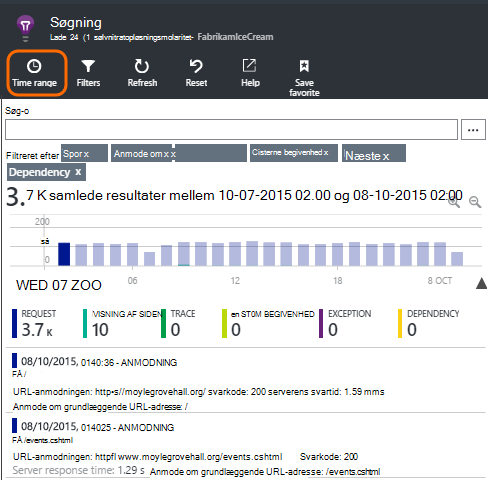 Søgning
Lade 24 (1 sølvnitratopløsningsmolaritet- FabrikamIceCream
Time range Filters Refresh Reset Help Save favorite
Søg-o
...
Filtreret efter Spor x Anmode om x x Cisterne begivenhed x Næste x
Dependency x
3.7 K samlede resultater mellem 10-07-2015 02.00 og 08-10-2015 02:00
200
så
0
WED 07 ZOO 06 12 18 8 OCT
REQUEST VISNING AF SIDEN TRACE en ST0M BEGIVENHED EXCEPTION DEPENDENCY
3.7 K 10 0 0 0 0
08/10/2015, 0140:36 - ANMODNING
FÅ /
URL-anmodningen: http-s//moylegrovehall.org/ svarkode: 200 serverens svartid: 1.59 mms
Anmode om grundlæggende URL-adresse: /
08/10/2015, 014025 - ANMODNING
FÅ/events.cshtml
URL-anmodningen: httpfl www.moylegrovehall.org/events.cshtml Svarkode: 200
Server response time: 1.29 s Anmode om grundlæggende URL-adresse: /events.cshtml